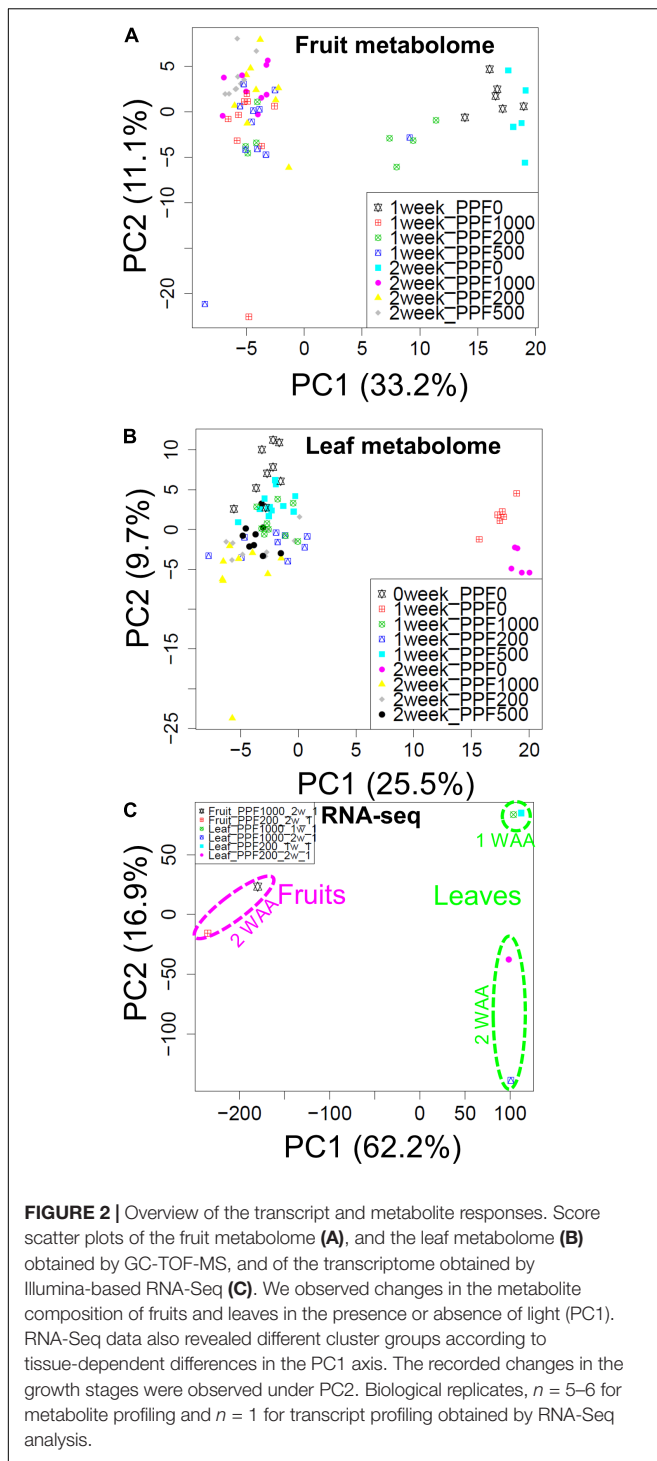 A
Fruit metabolome
PC2 (11.1%)
5
0
−5
−10
−20
1week_PPF0
1week_PPF1000
1week_PPF200
1week_PPF500
2week_PPF0
2week_PPF1000
2week_PPF200
2week_PPF500
−5 0 5 10 15 20
PC1 (33.2%)
B
Leaf metabolome
PC2 (9.7%)
10
5
0
−5
−15
−25
0week_PPF0
1week_PPF0
1week_PPF1000
1week_PPF200
1week_PPF500
2week_PPF0
2week_PPF1000
2week_PPF200
2week_PPF500
−5 0 5 10 15 20
PC1 (25.5%)
C
RNA-seq
Fruit_PPF1000_2w_1
Fruit_PPF200_2w_1
Leaf_PPF1000_1w_1
Leaf_PPF1000_2w_1
Leaf_PPF200_1w_1
Leaf_PPF200_2w_1
1 WAA
Fruits
Leaves
2 WAA
2 WAA
PC2 (16.9%)
50
0
−50
−100
−200 −100 0 50 100
PC1 (62.2%)
FIGURE 2 | Overview of the transcript and metabolite responses. Score
scatter plots of the fruit metabolome (A), and the leaf metabolome (B)
obtained by GC-TOF-MS, and of the transcriptome obtained by
Illumina-based RNA-Seq (C). We observed changes in the metabolite
composition of fruits and leaves in the presence or absence of light (PC1).
RNA-Seq data also revealed different cluster groups according to
tissue-dependent differences in the PC1 axis. The recorded changes in the
growth stages were observed under PC2. Biological replicates, n = 5–6 for
metabolite profiling and n = 1 for transcript profiling obtained by RNA-Seq
analysis.